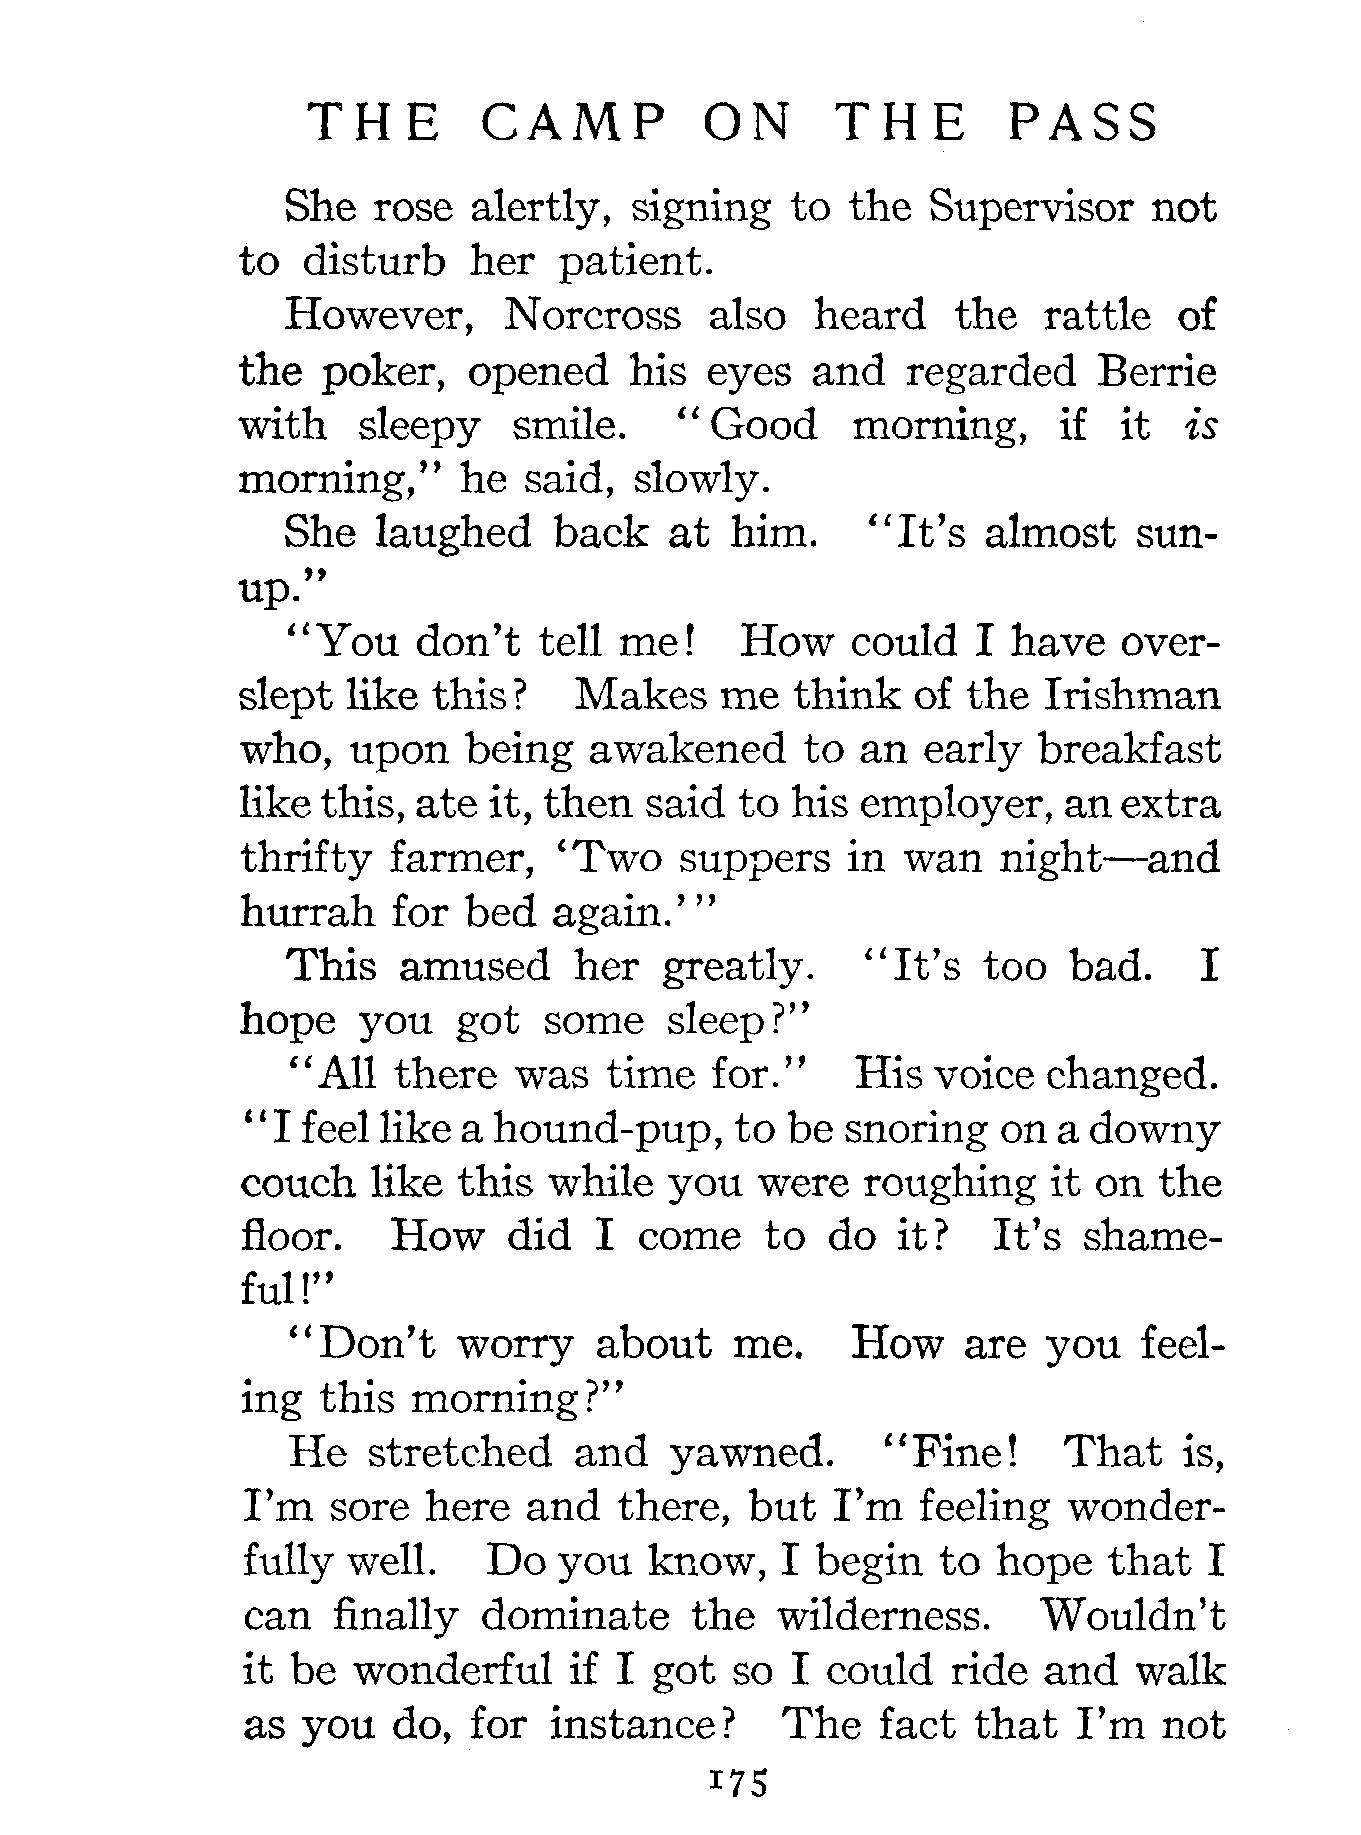 THE CAMP ON THE PASS
She rose alertly, signing to the Supervisor not
to disturb her patient.
However, Norcross also heard the rattle of
the poker, opened his eyes and regarded Berrie
with sleepy smile. “Good morning, if it is
morning,” he said, slowly.
She laughed back at him. “It’s almost sun-
up.”
“You don’t tell me! How could I have over-
slept like this? Makes me think of the Irishman
who, upon being awakened to an early breakfast
like this, ate it, then said to his employer, an extra
thrifty farmer, ‘Two suppers in wan night—and
hurrah for bed again.’”
This amused her greatly. “It’s too bad. I
hope you got some sleep?”
“All there was time for.” His voice changed.
“I feel like a hound-pup, to be snoring on a downy
couch like this while you were roughing it on the
floor. How did I come to do it? It’s shame-
ful!”
“Don’t worry about me. How are you feel-
ing this morning?”
He stretched and yawned. “Fine! That is,
I’m sore here and there, but I’m feeling wonder-
fully well. Do you know, I begin to hope that I
can finally dominate the wilderness. Wouldn’t
it be wonderful if I got so I could ride and walk
as you do, for instance? The fact that I’m not
175